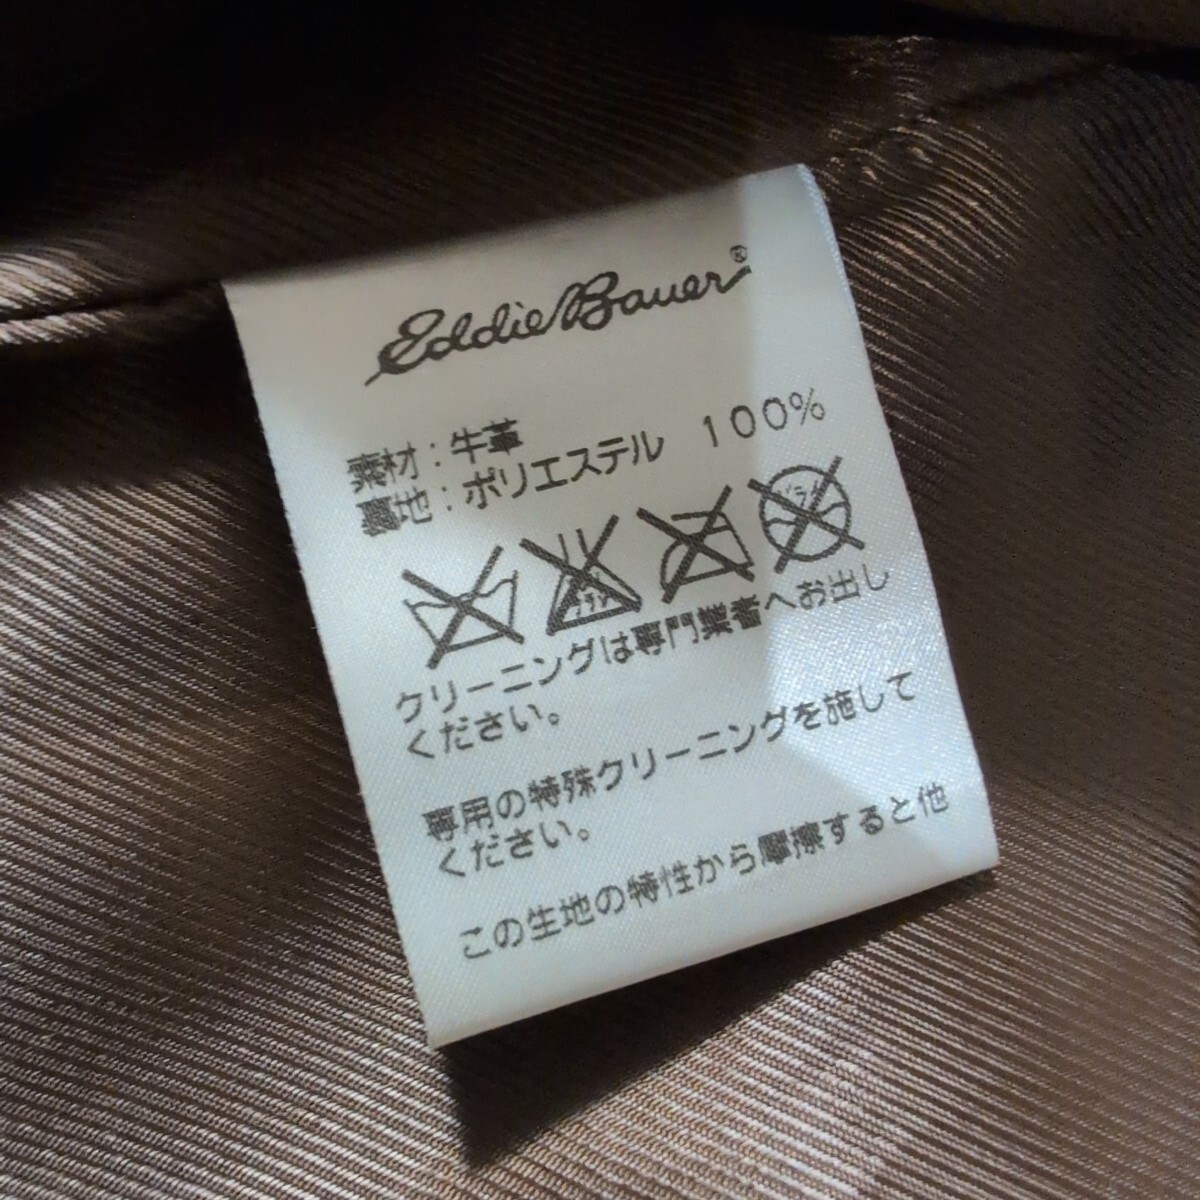 Eddie Bauer®
素材：牛革
裏地：ポリエステル 100%
クリーニングは専門業者へお出し
ください。
専用の特殊クリーニングを施して
ください。
この生地の特性から摩擦すると他